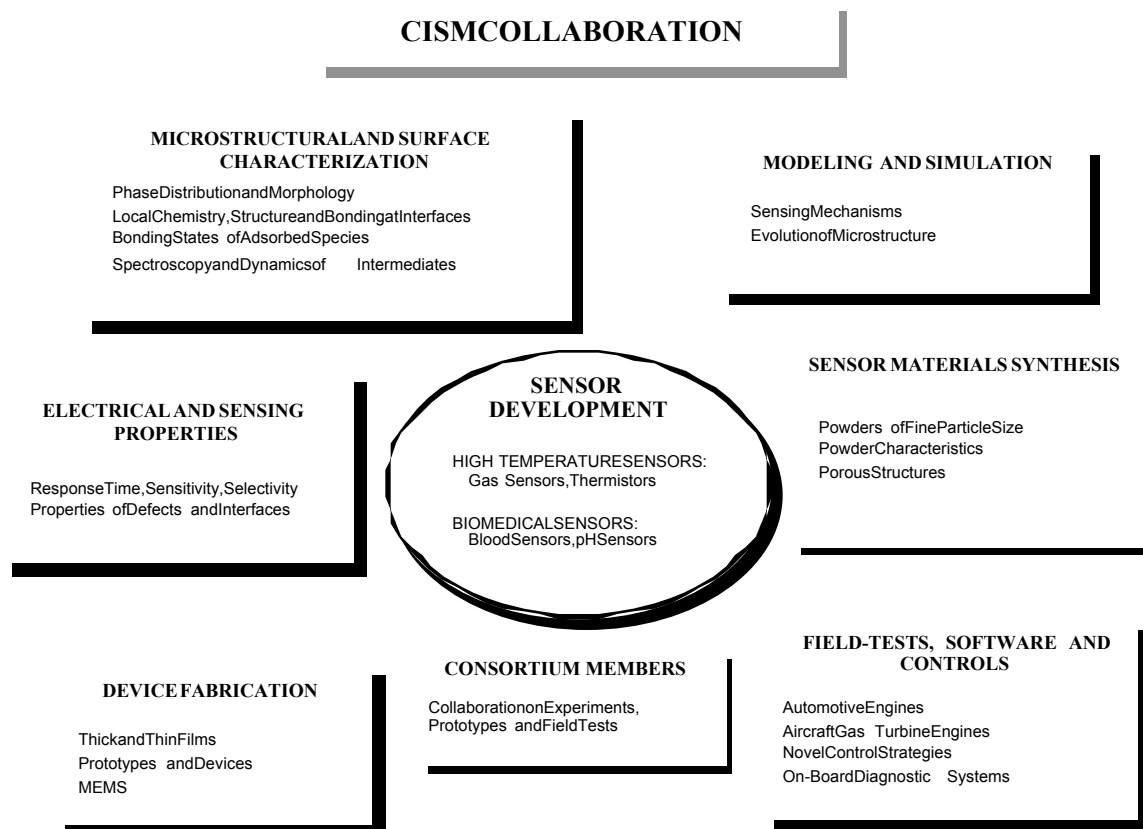 CISMCOLLABORATION
MICROSTRUCTURALAND SURFACE
CHARACTERIZATION
PhaseDistributionandMorphology
LocalChemistry,StructureandBondingatInterfaces
BondingStates ofAdsorbedSpecies
SpectroscopyandDynamicsof Intermediates
MODELING AND SIMULATION
SensingMechanisms
EvolutionofMicrostructure
ELECTRICALAND SENSING
PROPERTIES
ResponseTime,Sensitivity,Selectivity
Properties ofDefects andInterfaces
SENSOR
DEVELOPMENT
HIGH TEMPERATURESENSORS:
Gas Sensors,Thermistors
BIOMEDICALSENSORS:
BloodSensors,pHSensors
SENSOR MATERIALS SYNTHESIS
Powders ofFineParticleSize
PowderCharacteristics
PorousStructures
DEVICEFABRICATION
ThickandThinFilms
Prototypes andDevices
MEMS
CONSORTIUM MEMBERS
CollaborationonExperiments,
Prototypes andFieldTests
FIELD-TESTS, SOFTWARE AND
CONTROLS
AutomotiveEngines
AircraftGas TurbineEngines
NovelControlStrategies
On-BoardDiagnostic Systems